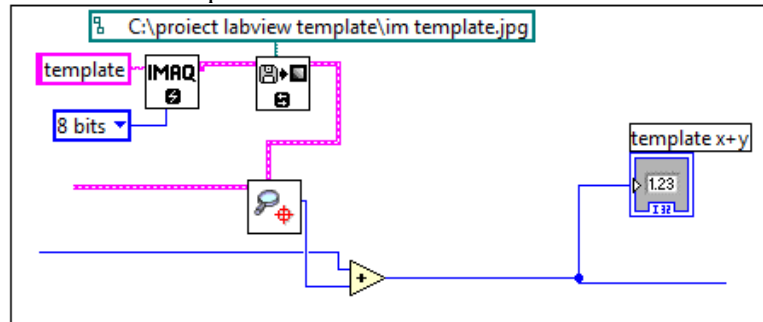 C:\proiect labview template\im template.jpg
template
IMAQ
8 bits
template x+y
1.23
I32
+